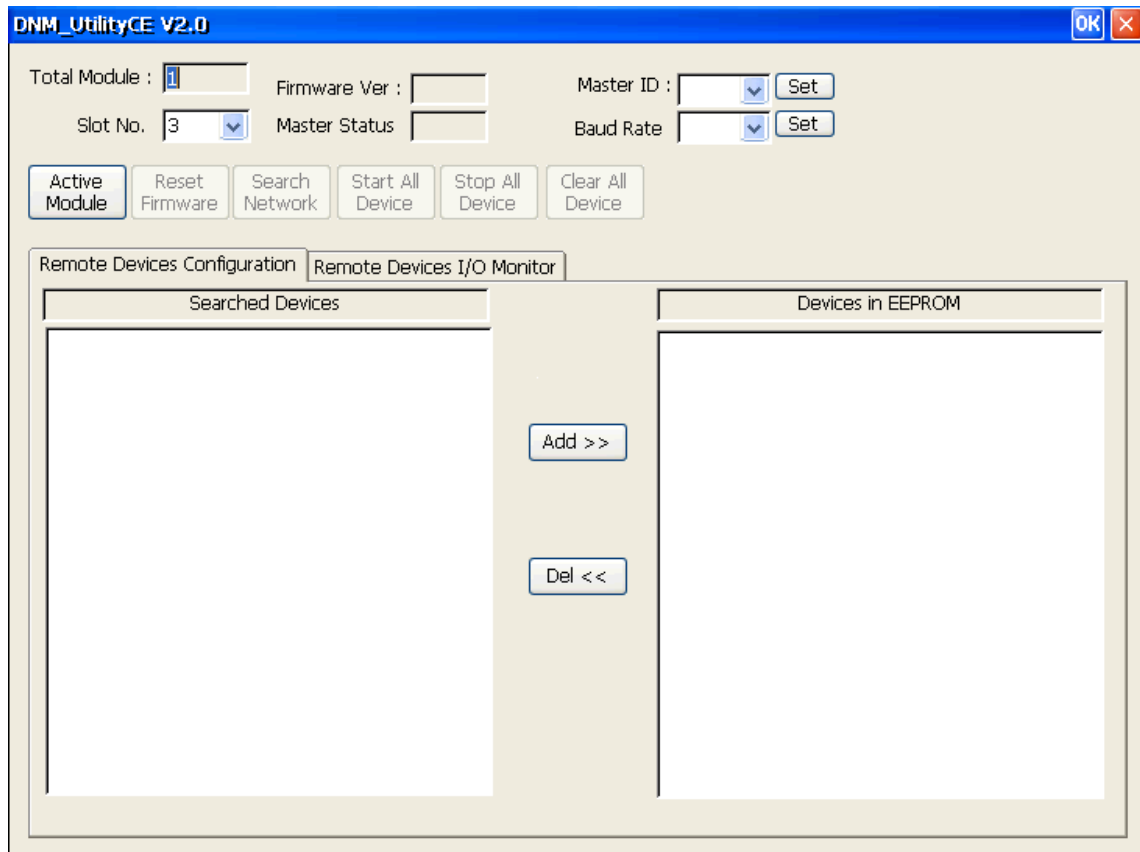 DNM_UtilityCE V2.0
OK
Total Module : 1
Firmware Ver :
Master ID :
Set
Slot No. 3
Master Status
Baud Rate
Set
Active
Module
Reset
Firmware
Search
Network
Start All
Device
Stop All
Device
Clear All
Device
Remote Devices Configuration
Remote Devices I/O Monitor
Searched Devices
Devices in EEPROM
Add >>
Del <<